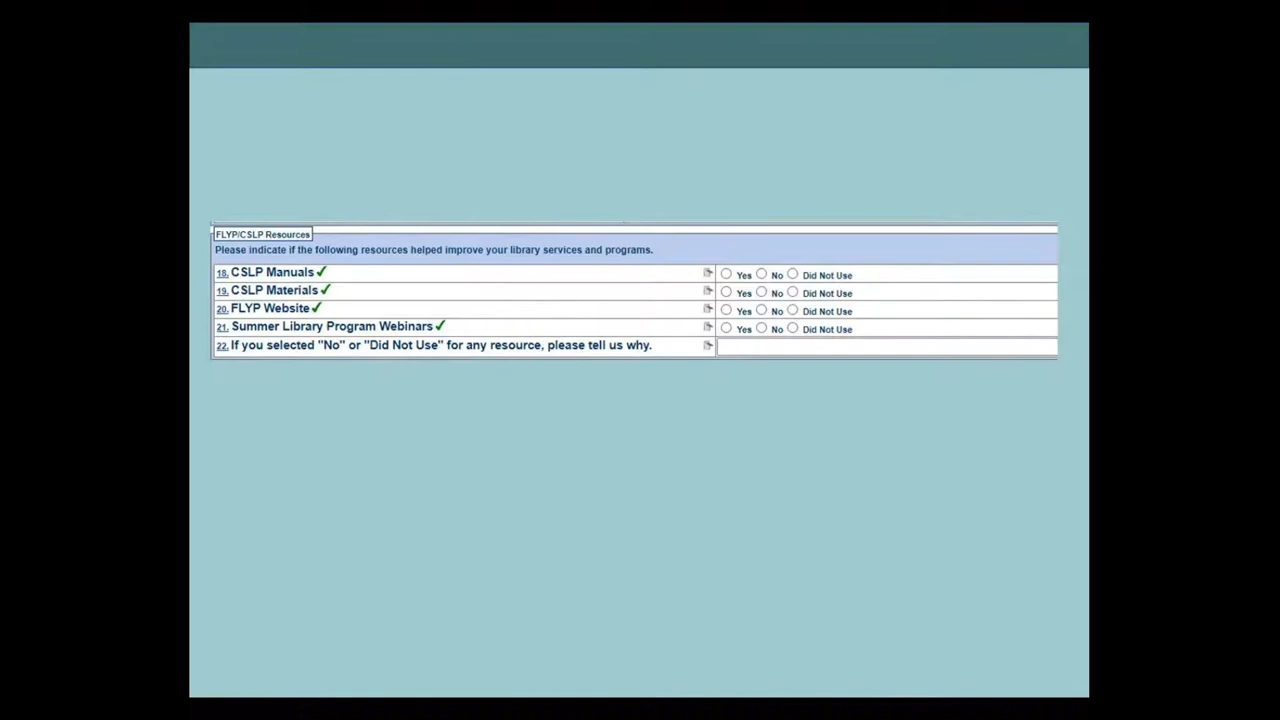 FLYP/CSLP Resources
Please indicate if the following resources helped improve your library services and programs.
18. CSLP Manuals✓ Yes No Did Not Use
19. CSLP Materials✓ Yes No Did Not Use
20. FLYP Website✓ Yes No Did Not Use
21. Summer Library Program Webinars✓ Yes No Did Not Use
22. If you selected "No" or "Did Not Use" for any resource, please tell us why.